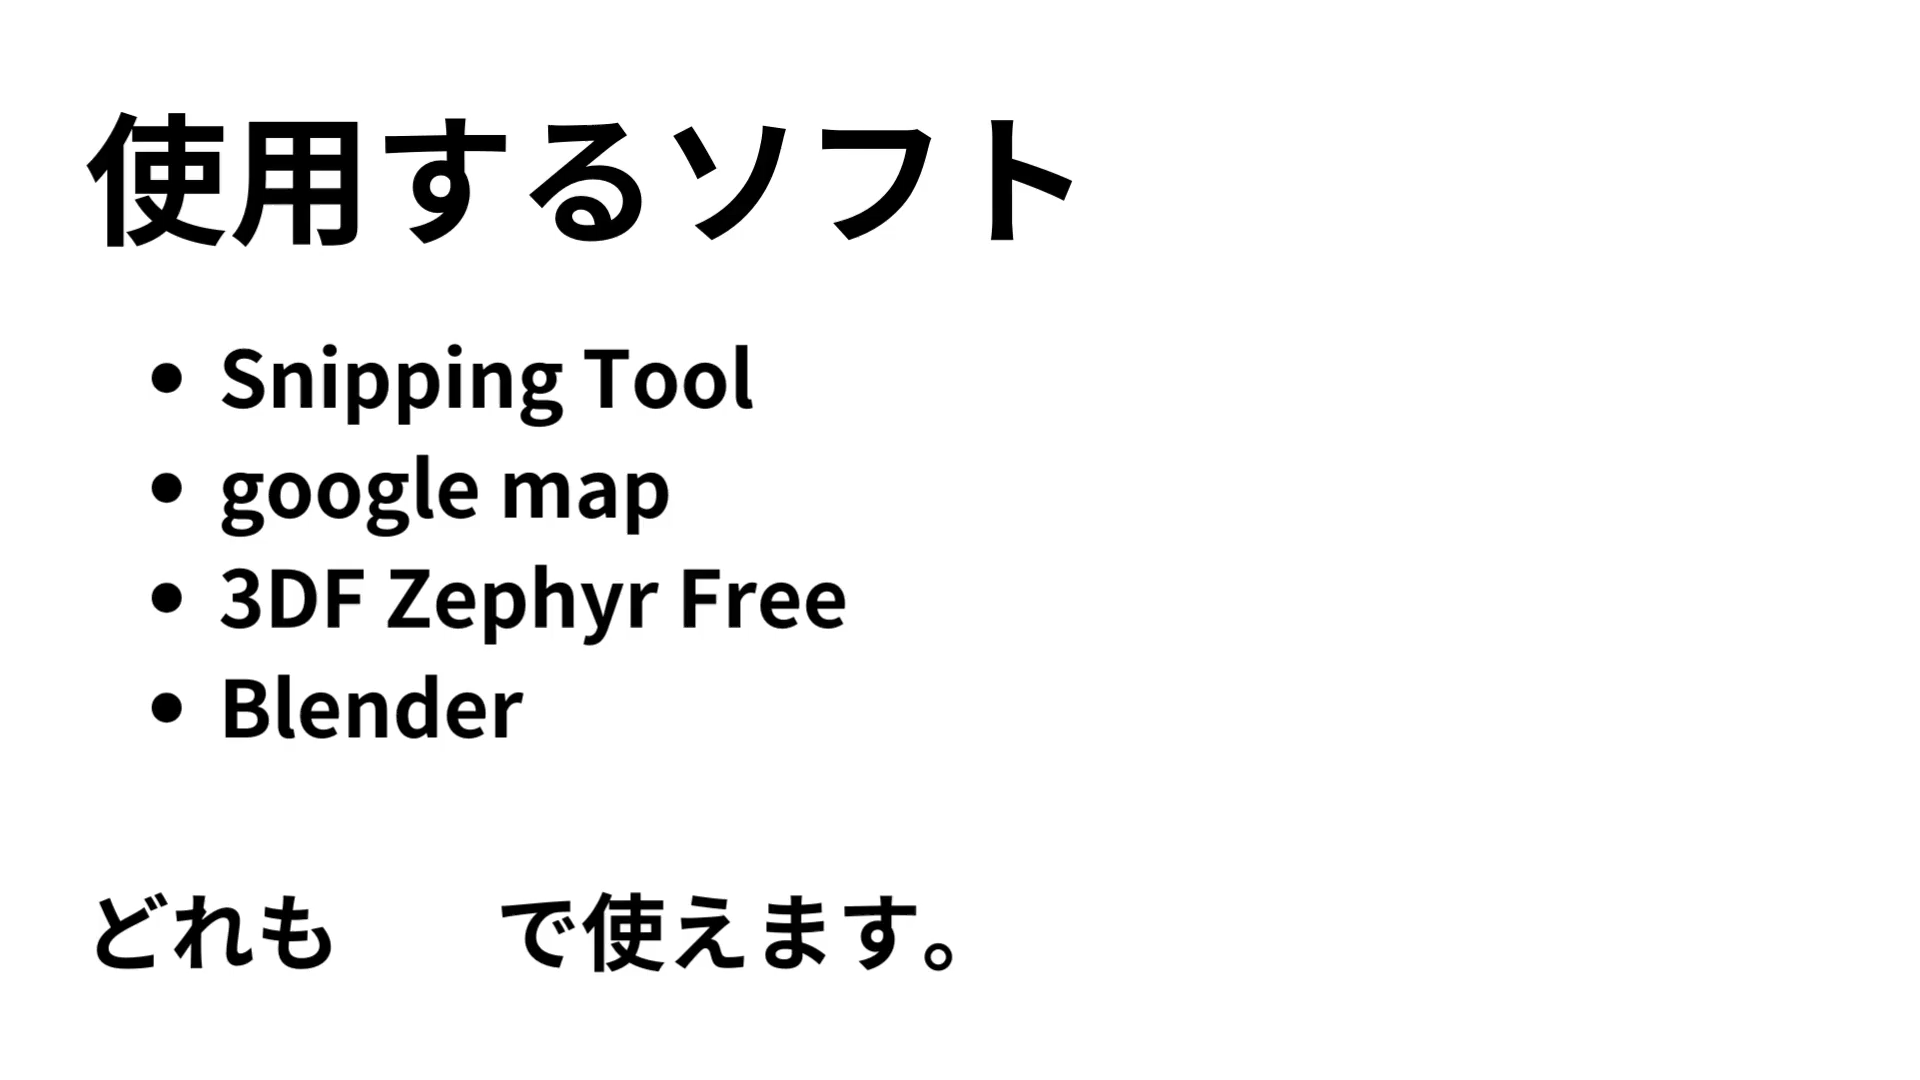 使用するソフト
• Snipping Tool
• google map
• 3DF Zephyr Free
• Blender
どれも　　で使えます。